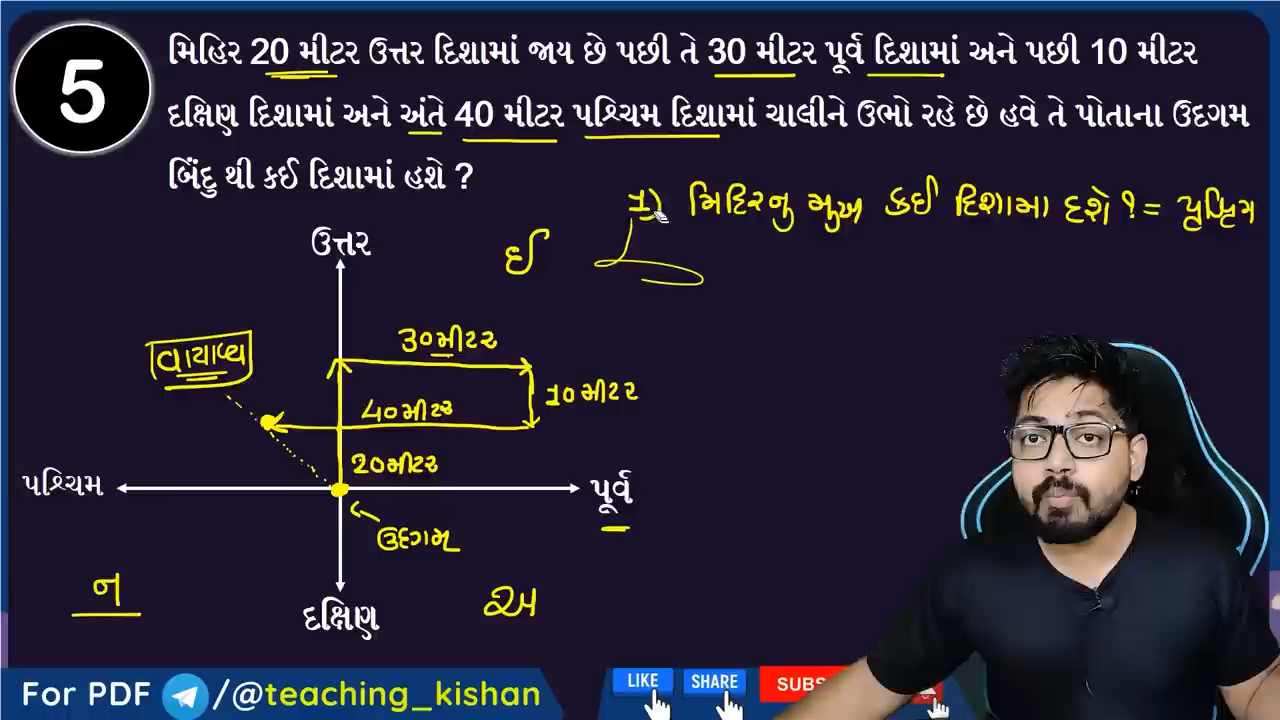 5
મિહિર 20 મીટર ઉત્તર દિશામાં જાય છે પછી તે 30 મીટર પૂર્વ દિશામાં અને પછી 10 મીટર
દક્ષિણ દિશામાં અને અંતે 40 મીટર પશ્ચિમ દિશામાં ચાલીને ઉભો રહે છે હવે તે પોતાના ઉદગમ
બિંદુ થી કઈ દિશામાં હશે ?
1) મિહિરનુ મુખ કઈ દિશામા હશે ? =
ઉત્તર
ઈ
30મીટર
વાયાવ્ય
10મીટર
40મીટર
20મીટર
પશ્ચિમ
પૂર્વ
ઉદગમ
ન
અ
દક્ષિણ
For PDF /@teaching_kishan
LIKE
SHARE
SUBS